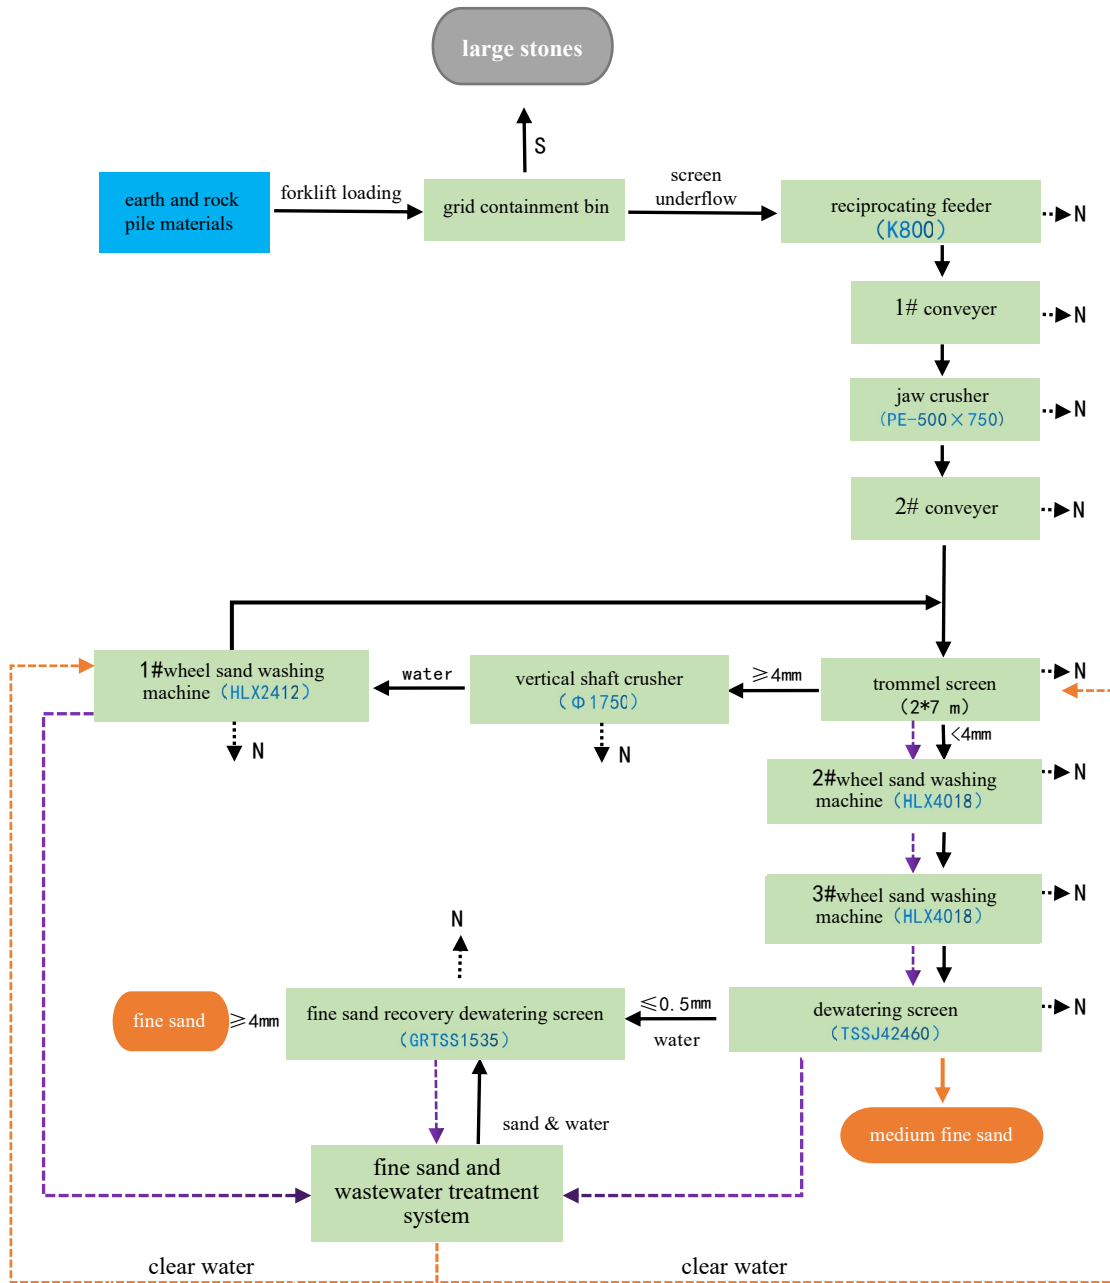 large stones
S
earth and rock
pile materials
forklift loading
grid containment bin
screen
underflow
reciprocating feeder
(K800)
N
1# conveyer
N
jaw crusher
(PE-500×750)
N
2# conveyer
N
1#wheel sand washing
machine (HLX2412)
N
water
vertical shaft crusher
(Φ1750)
N
≥4mm
trommel screen
(2*7 m)
N
<4mm
2#wheel sand washing
machine (HLX4018)
N
3#wheel sand washing
machine (HLX4018)
N
N
fine sand
≥4mm
fine sand recovery dewatering screen
(GRTSS1535)
≤0.5mm
water
dewatering screen
(TSSJ42460)
N
sand & water
medium fine sand
fine sand and
wastewater treatment
system
clear water
clear water